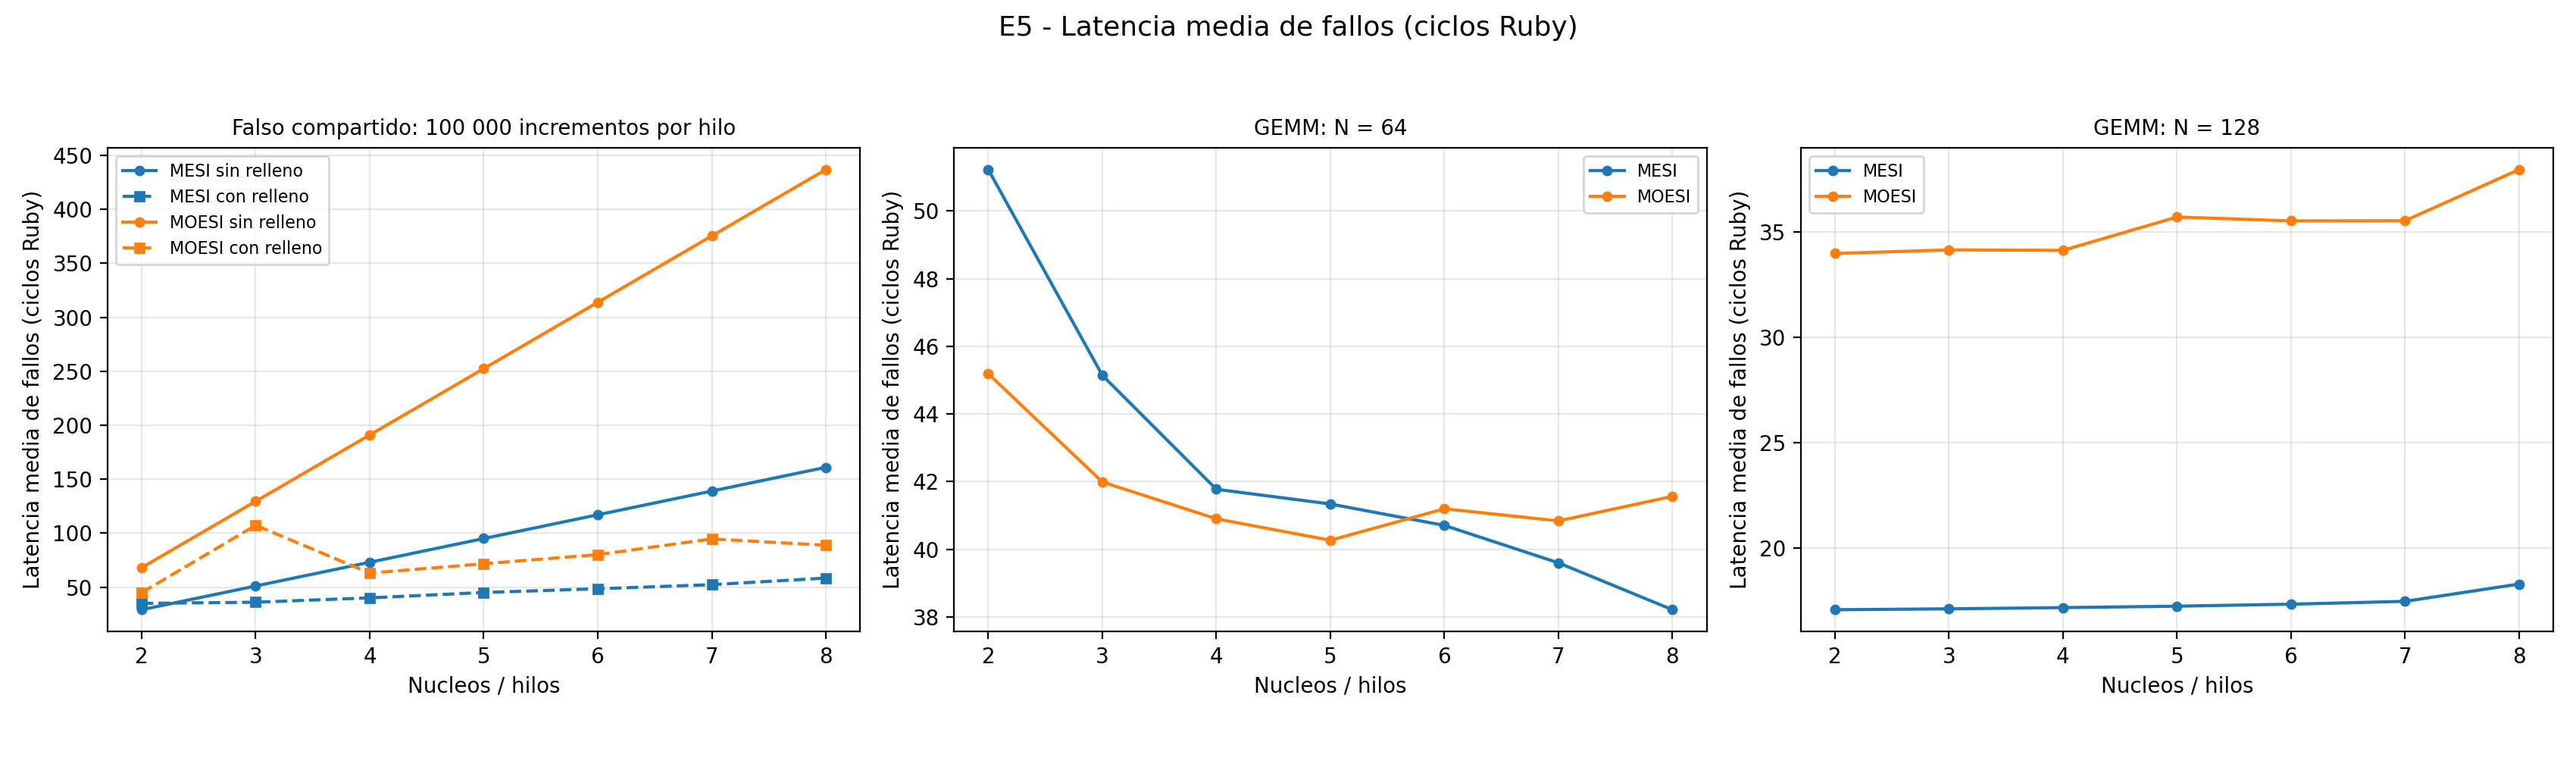 E5 - Latencia media de fallos (ciclos Ruby)
Falso compartido: 100 000 incrementos por hilo
Latencia media de fallos (ciclos Ruby)
450
400
350
300
250
200
150
100
50
MESI sin relleno
MESI con relleno
MOESI sin relleno
MOESI con relleno
2 3 4 5 6 7 8
Nucleos / hilos
GEMM: N = 64
Latencia media de fallos (ciclos Ruby)
50
48
46
44
42
40
38
MESI
MOESI
2 3 4 5 6 7 8
Nucleos / hilos
GEMM: N = 128
Latencia media de fallos (ciclos Ruby)
35
30
25
20
MESI
MOESI
2 3 4 5 6 7 8
Nucleos / hilos